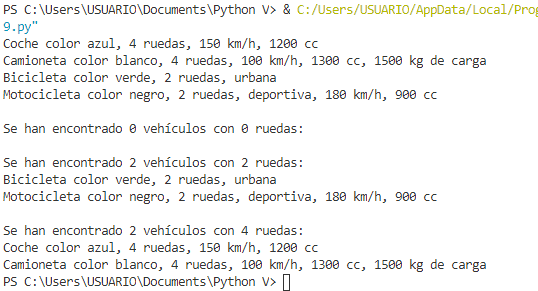 PS C:\Users\USUARIO\Documents\Python V> & C:/Users/USUARIO/AppData/Local/Prog
9.py"
Coche color azul, 4 ruedas, 150 km/h, 1200 cc
Camioneta color blanco, 4 ruedas, 100 km/h, 1300 cc, 1500 kg de carga
Bicicleta color verde, 2 ruedas, urbana
Motocicleta color negro, 2 ruedas, deportiva, 180 km/h, 900 cc

Se han encontrado 0 vehículos con 0 ruedas:

Se han encontrado 2 vehículos con 2 ruedas:
Bicicleta color verde, 2 ruedas, urbana
Motocicleta color negro, 2 ruedas, deportiva, 180 km/h, 900 cc

Se han encontrado 2 vehículos con 4 ruedas:
Coche color azul, 4 ruedas, 150 km/h, 1200 cc
Camioneta color blanco, 4 ruedas, 100 km/h, 1300 cc, 1500 kg de carga
PS C:\Users\USUARIO\Documents\Python V>